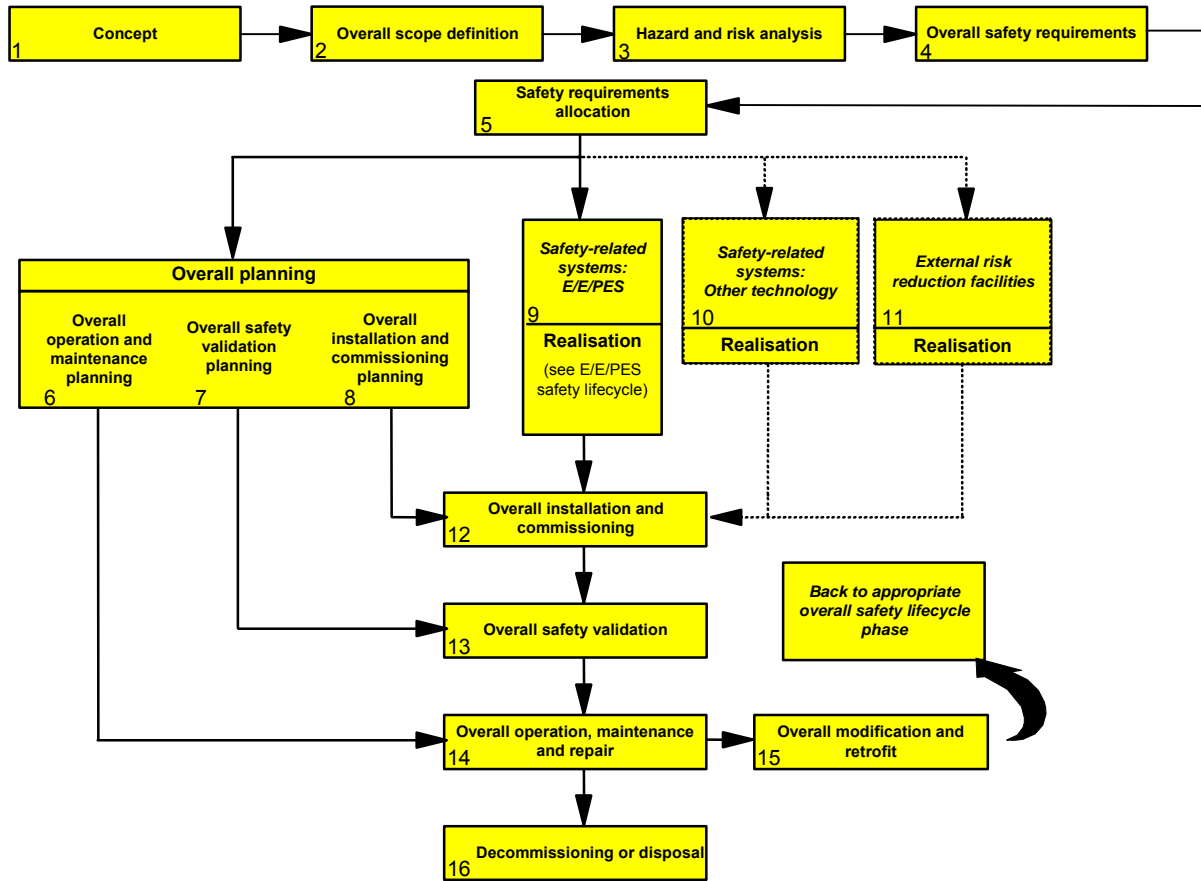 Concept
1
Overall scope definition
2
Hazard and risk analysis
3
Overall safety requirements
4
Safety requirements
allocation
5
Overall planning
Overall
operation and
maintenance
planning
6
Overall safety
validation
planning
7
Overall
installation and
commissioning
planning
8
Safety-related
systems:
E/E/PES
9
Realisation
(see E/E/PES
safety lifecycle)
Safety-related
systems:
Other technology
10
Realisation
External risk
reduction facilities
11
Realisation
Overall installation and
commissioning
12
Overall safety validation
13
Back to appropriate
overall safety lifecycle
phase
Overall operation, maintenance
and repair
14
Overall modification and
retrofit
15
Decommissioning or disposal
16